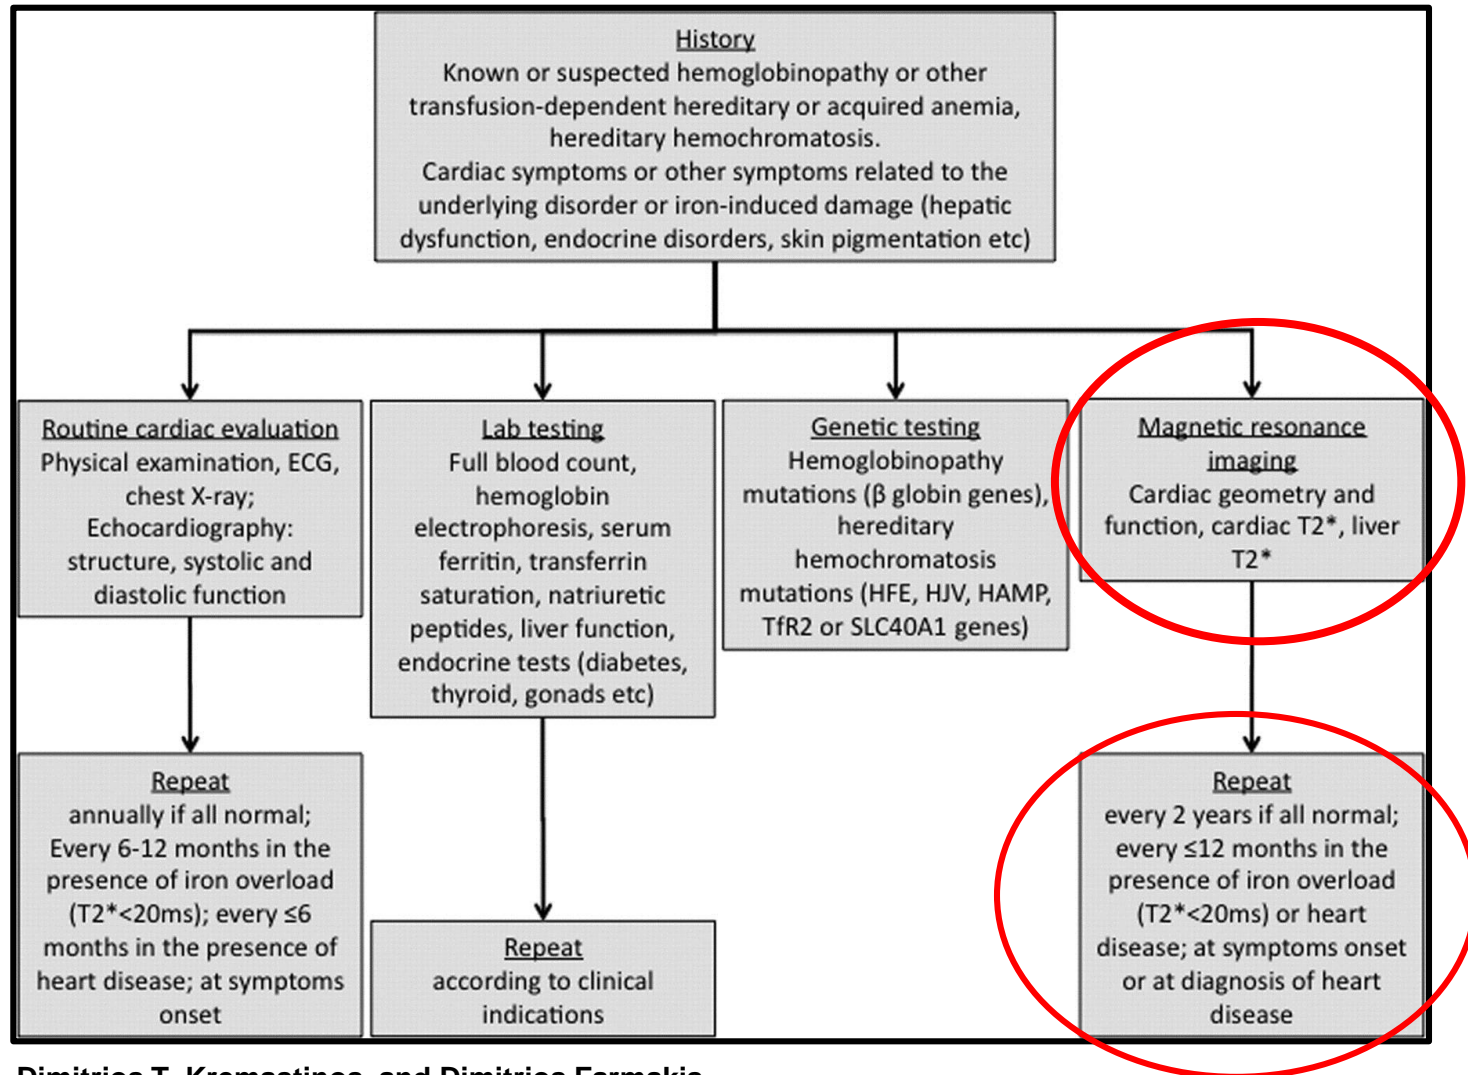 History
Known or suspected hemoglobinopathy or other
transfusion-dependent hereditary or acquired anemia,
hereditary hemochromatosis.
Cardiac symptoms or other symptoms related to the
underlying disorder or iron-induced damage (hepatic
dysfunction, endocrine disorders, skin pigmentation etc)
Routine cardiac evaluation
Physical examination, ECG,
chest X-ray;
Echocardiography:
structure, systolic and
diastolic function
Lab testing
Full blood count,
hemoglobin
electrophoresis, serum
ferritin, transferrin
saturation, natriuretic
peptides, liver function,
endocrine tests (diabetes,
thyroid, gonads etc)
Genetic testing
Hemoglobinopathy
mutations (β globin genes),
hereditary
hemochromatosis
mutations (HFE, HJV, HAMP,
TfR2 or SLC40A1 genes)
Magnetic resonance
imaging
Cardiac geometry and
function, cardiac T2*, liver
T2*
Repeat
annually if all normal;
Every 6-12 months in the
presence of iron overload
(T2*<20ms); every ≤6
months in the presence of
heart disease; at symptoms
onset
Repeat
according to clinical
indications
Repeat
every 2 years if all normal;
every ≤12 months in the
presence of iron overload
(T2*<20ms) or heart
disease; at symptoms onset
or at diagnosis of heart
disease
Dimitrios T. Kremastinos, and Dimitrios Farmakis